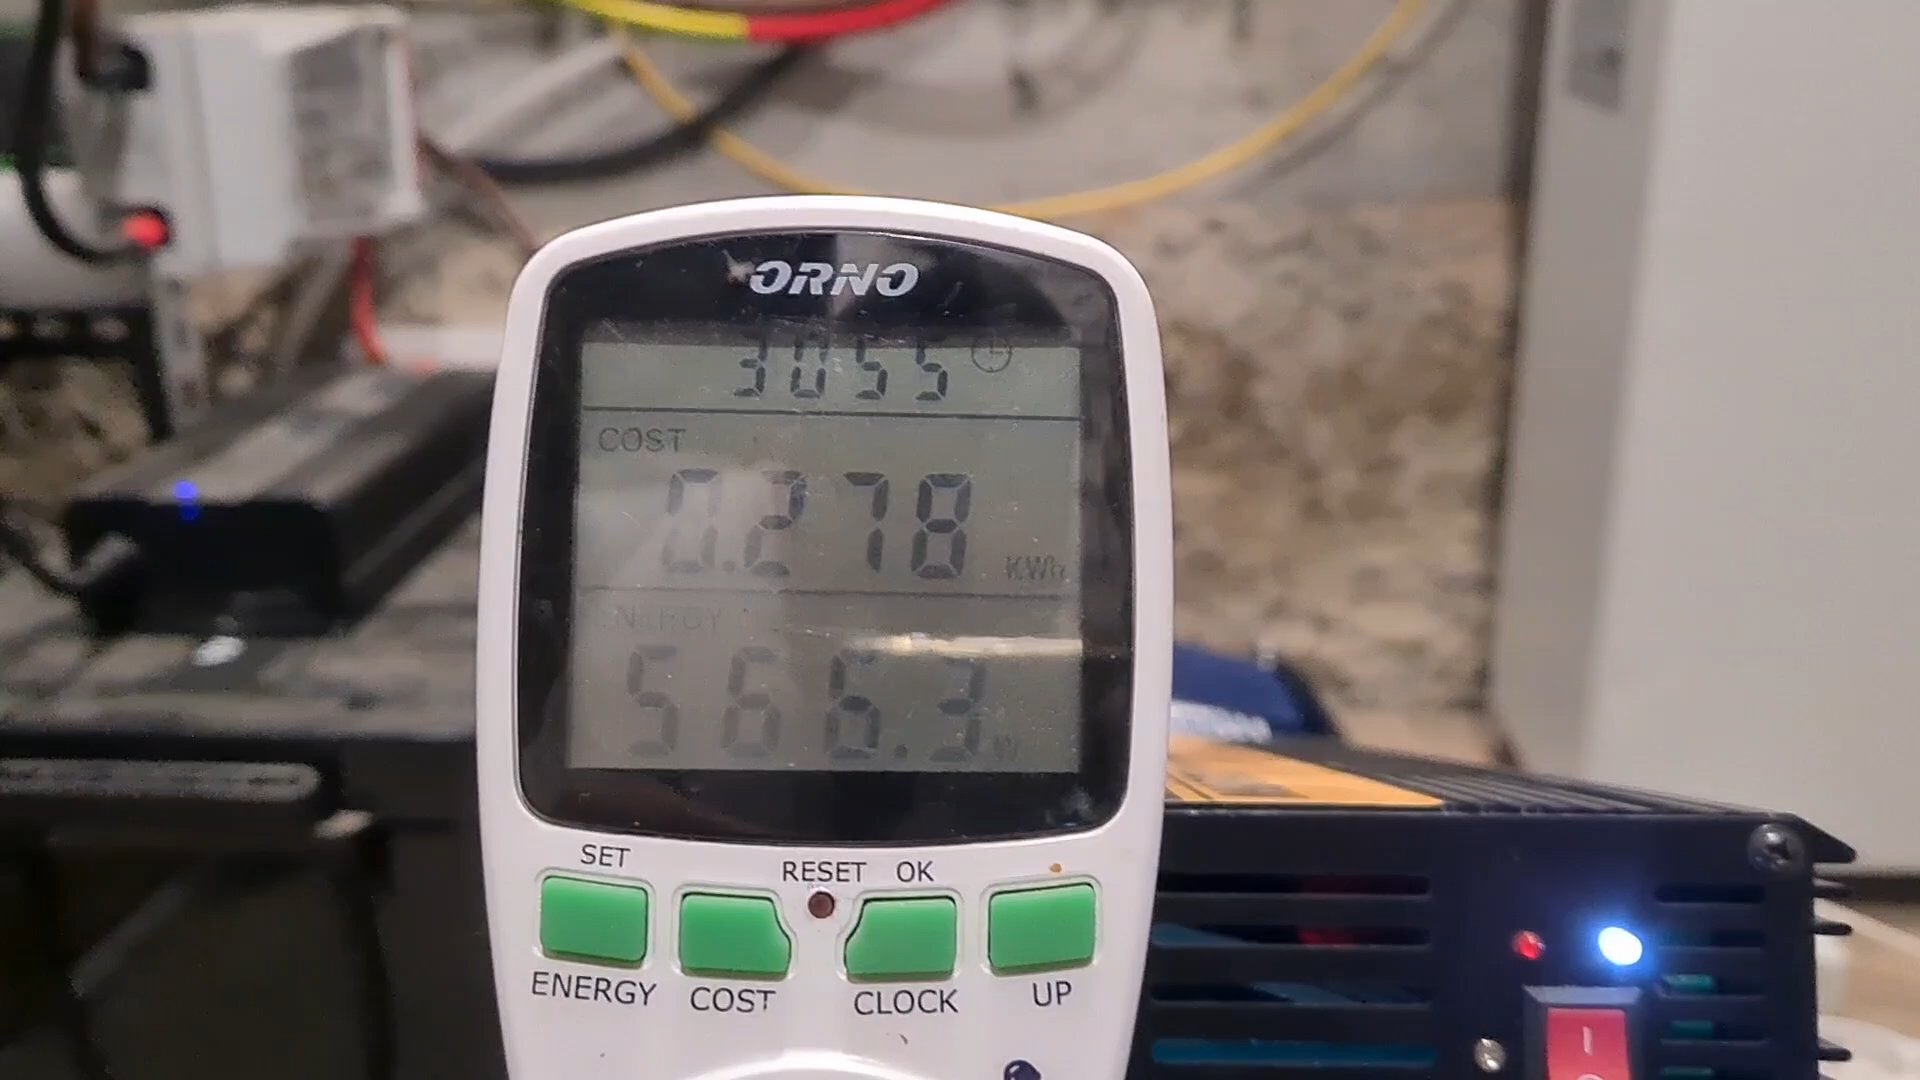 ORNO
3055
COST
0.278 KWh
ENERGY
566.3 W
SET
RESET OK
ENERGY COST CLOCK UP